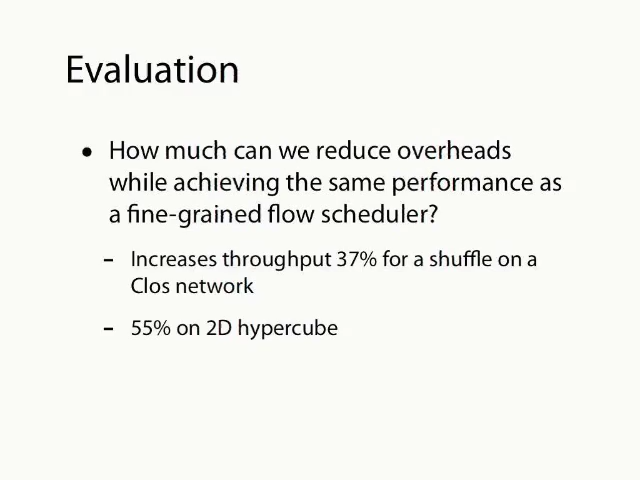 Evaluation
• How much can we reduce overheads
while achieving the same performance as
a fine-grained flow scheduler?
– Increases throughput 37% for a shuffle on a
Clos network
– 55% on 2D hypercube